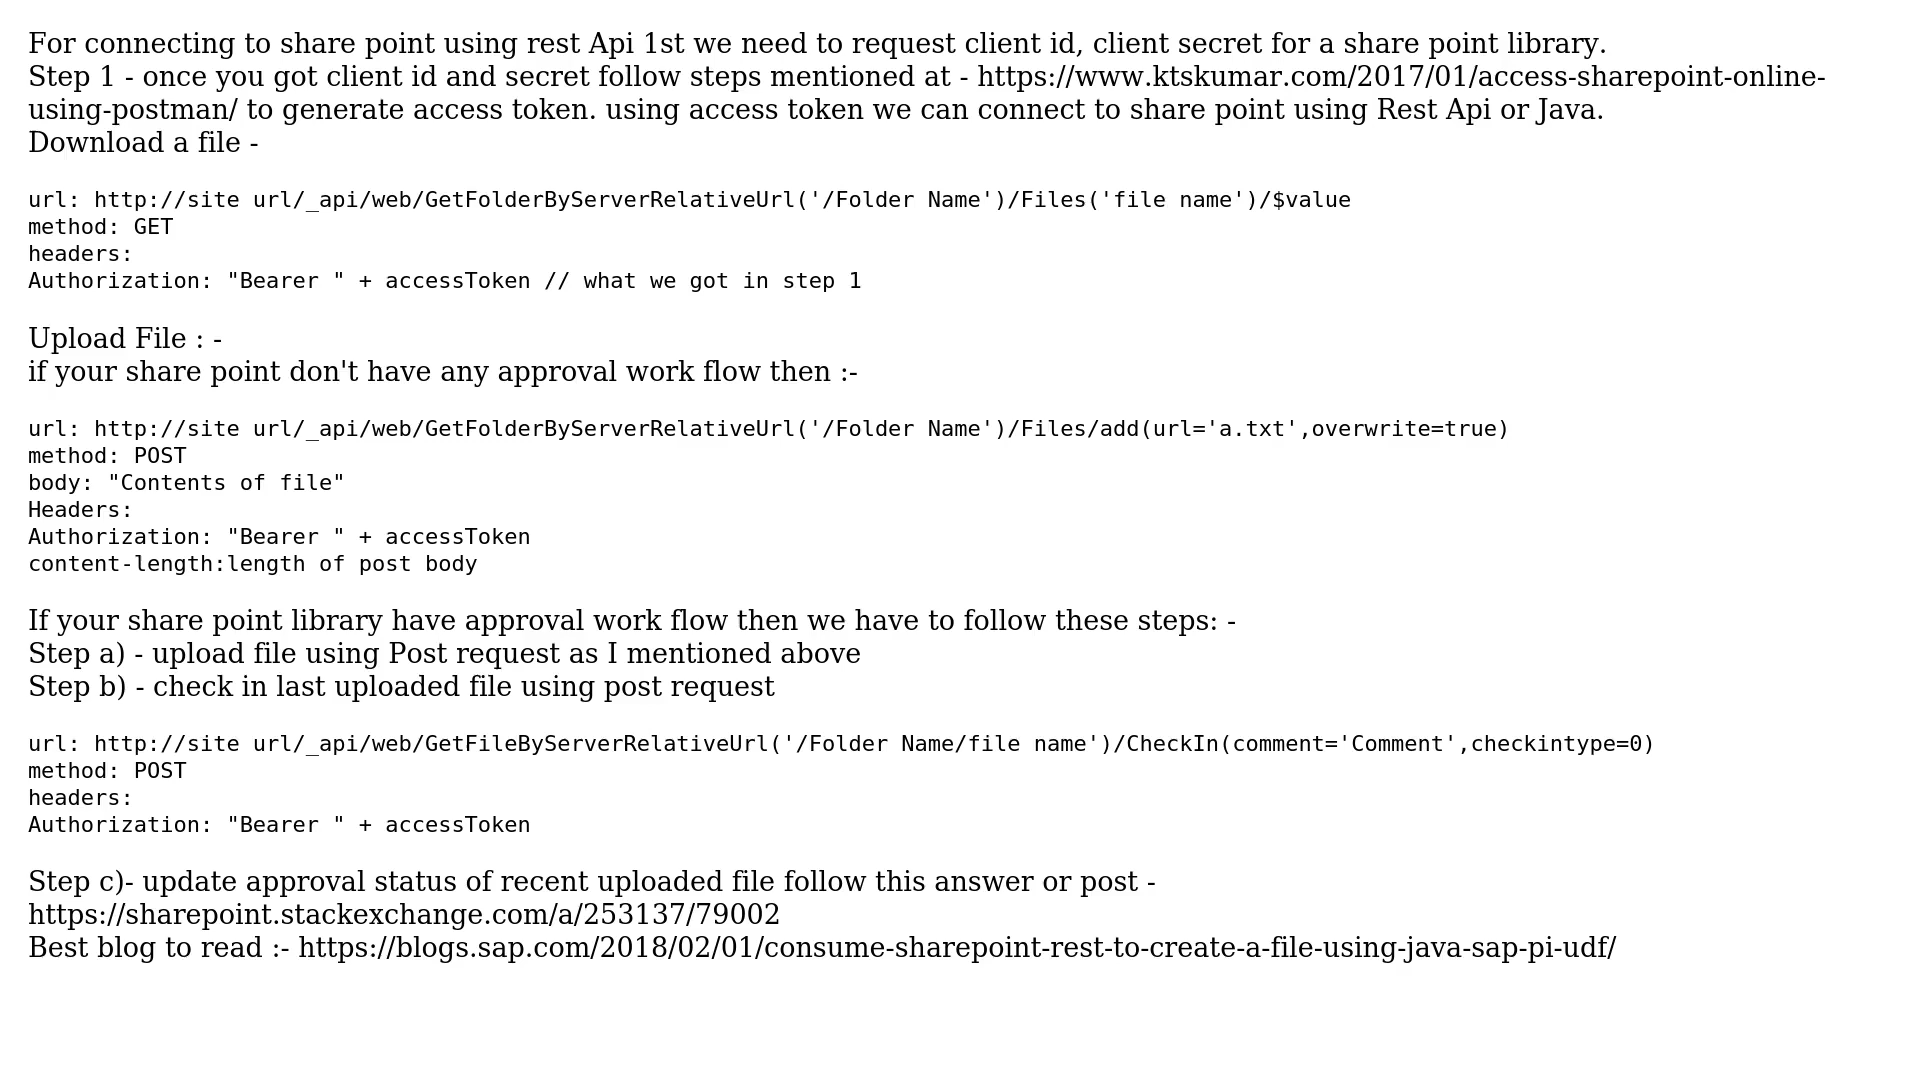 For connecting to share point using rest Api 1st we need to request client id, client secret for a share point library.
Step 1 - once you got client id and secret follow steps mentioned at - https://www.ktskumar.com/2017/01/access-sharepoint-online-
using-postman/ to generate access token. using access token we can connect to share point using Rest Api or Java.
Download a file -
url: http://site url/_api/web/GetFolderByServerRelativeUrl('/Folder Name')/Files('file name')/$value
method: GET
headers:
Authorization: "Bearer " + accessToken // what we got in step 1
Upload File : -
if your share point don't have any approval work flow then :-
url: http://site url/_api/web/GetFolderByServerRelativeUrl('/Folder Name')/Files/add(url='a.txt',overwrite=true)
method: POST
body: "Contents of file"
Headers:
Authorization: "Bearer " + accessToken
content-length:length of post body
If your share point library have approval work flow then we have to follow these steps: -
Step a) - upload file using Post request as I mentioned above
Step b) - check in last uploaded file using post request
url: http://site url/_api/web/GetFileByServerRelativeUrl('/Folder Name/file name')/CheckIn(comment='Comment',checkintype=0)
method: POST
headers:
Authorization: "Bearer " + accessToken
Step c)- update approval status of recent uploaded file follow this answer or post -
https://sharepoint.stackexchange.com/a/253137/79002
Best blog to read :- https://blogs.sap.com/2018/02/01/consume-sharepoint-rest-to-create-a-file-using-java-sap-pi-udf/